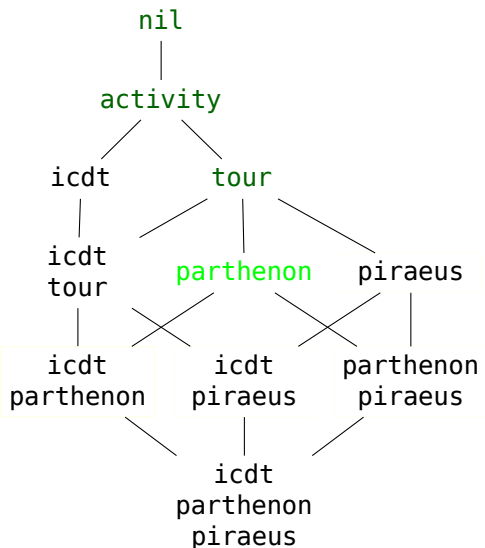 nil
activity
icdt
tour
icdt
tour
parthenon
piraeus
icdt
parthenon
icdt
piraeus
parthenon
piraeus
icdt
parthenon
piraeus